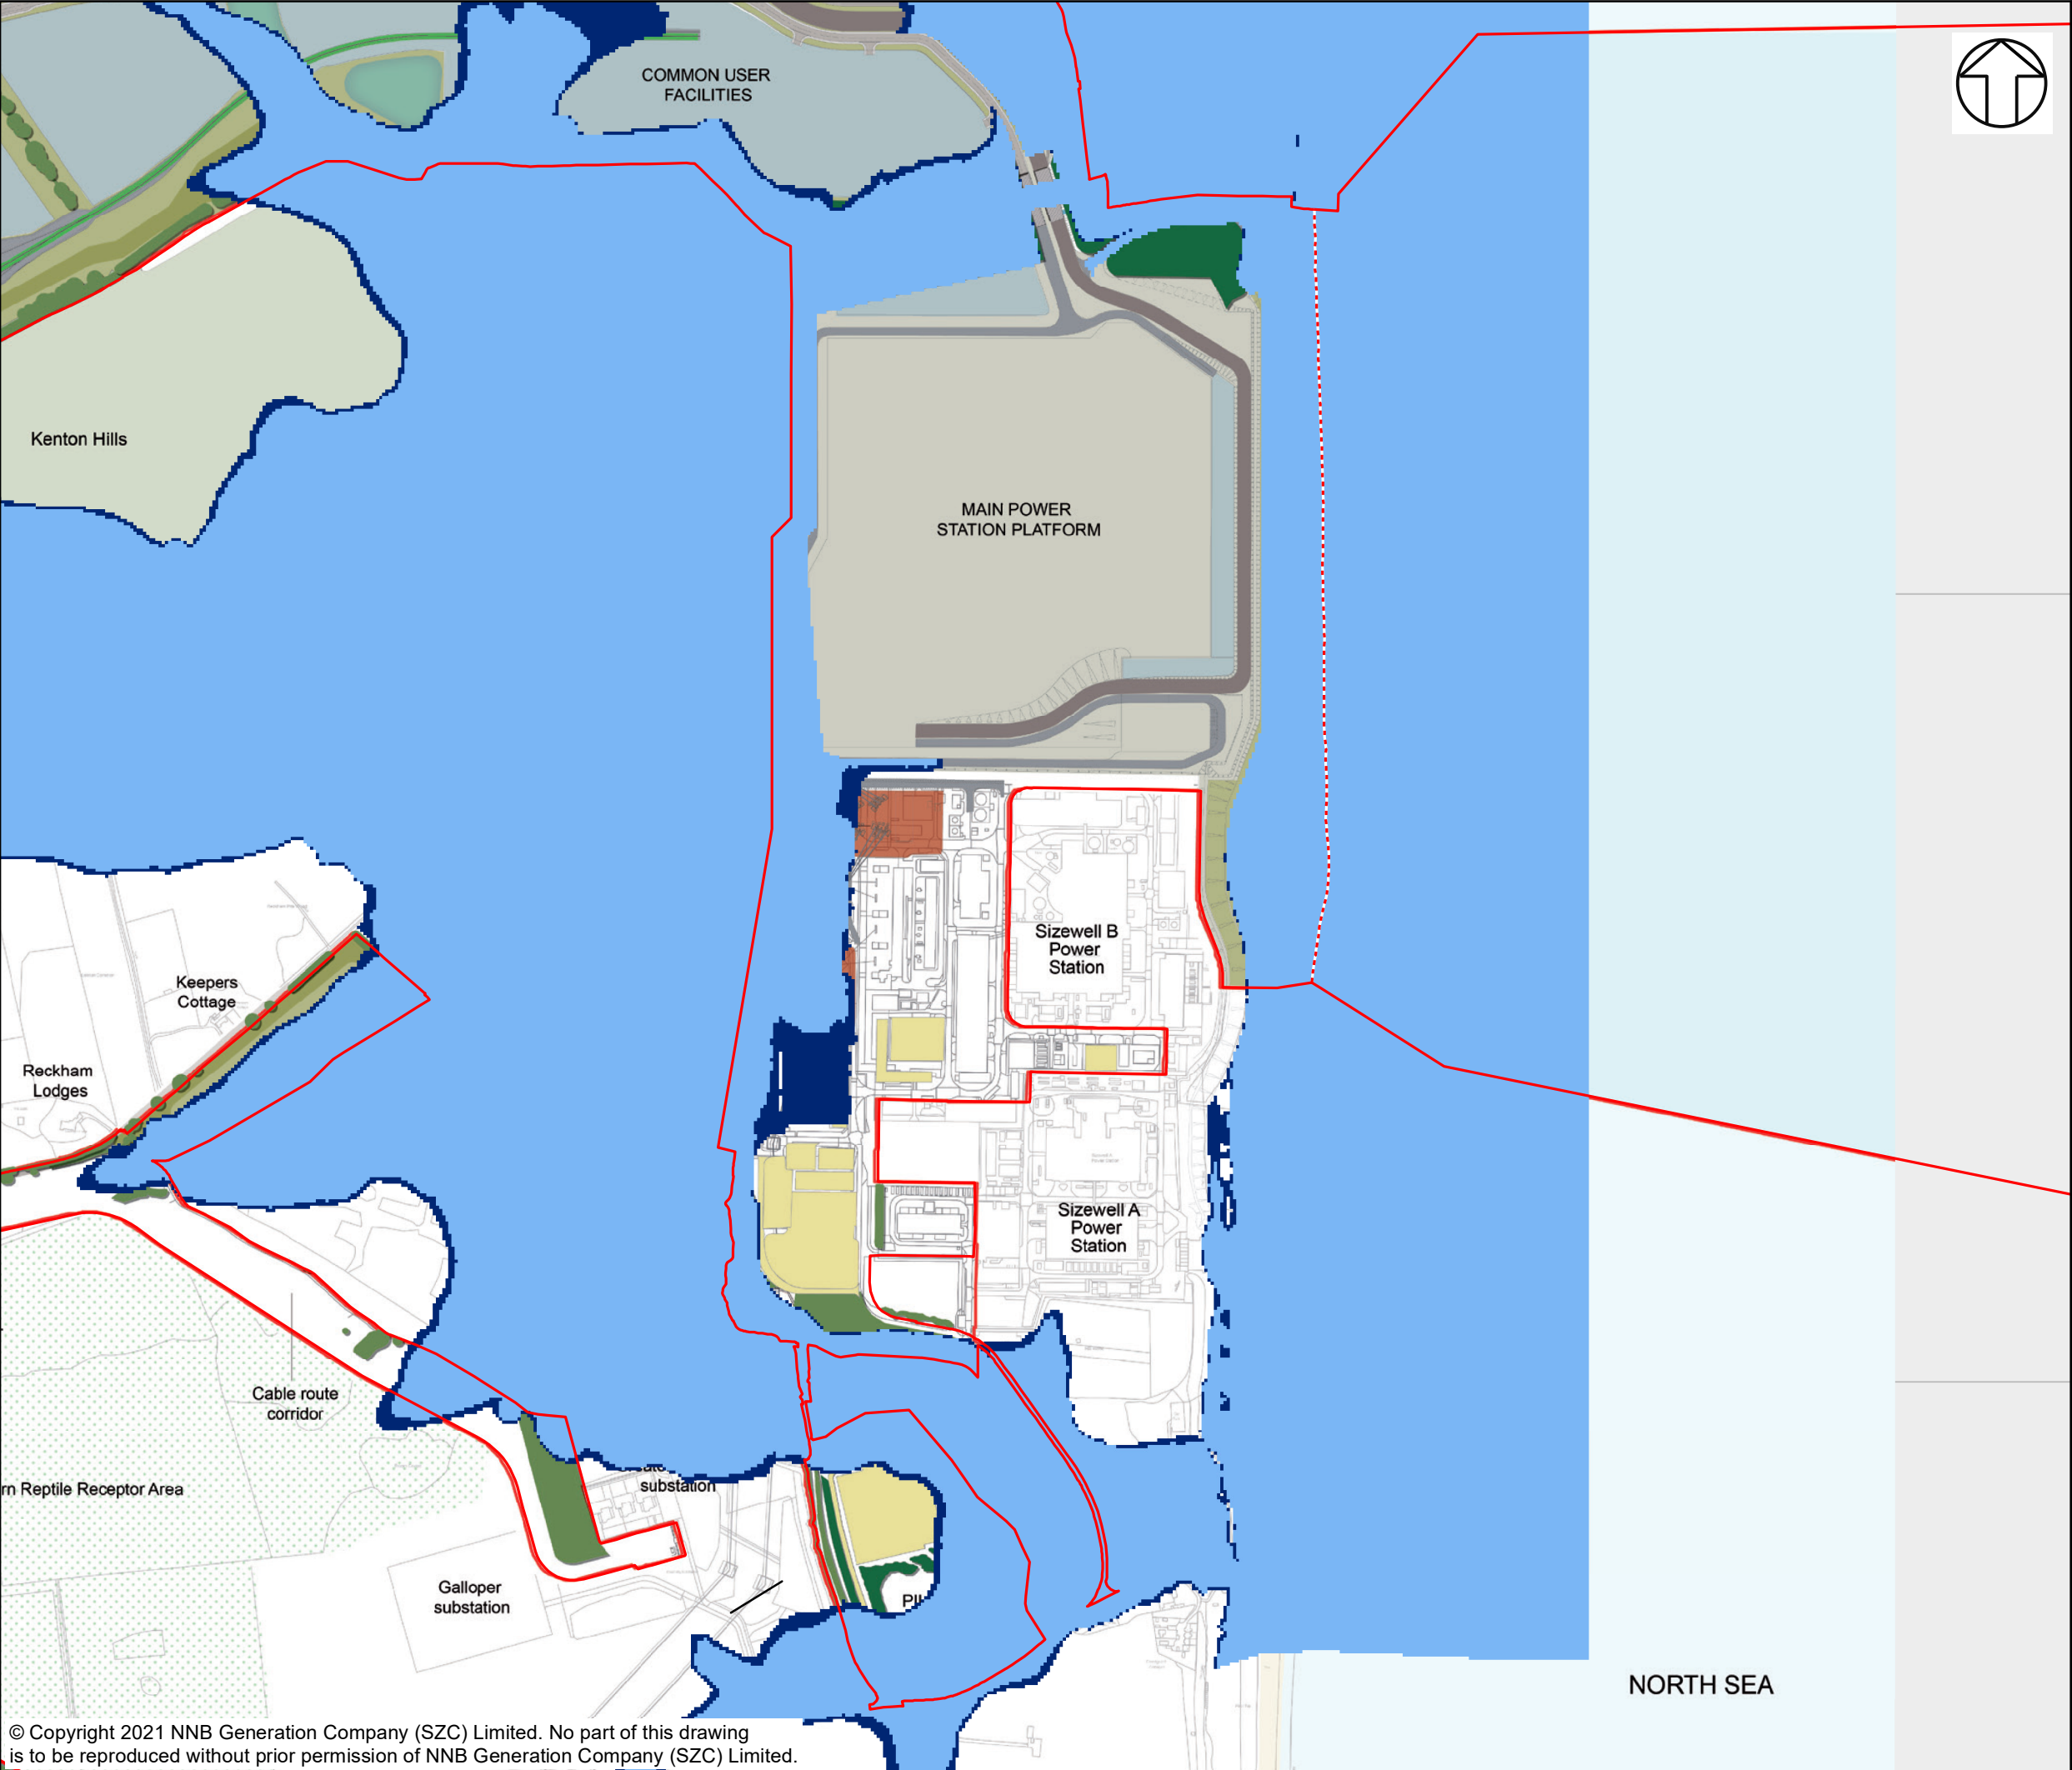 COMMON USER
FACILITIES
Kenton Hills
MAIN POWER
STATION PLATFORM
Sizewell B
Power
Station
Keepers
Cottage
Reckham
Lodges
Sizewell A
Power
Station
Cable route
corridor
rn Reptile Receptor Area
substation
Galloper
substation
PIL
NORTH SEA
© Copyright 2021 NNB Generation Company (SZC) Limited. No part of this drawing
is to be reproduced without prior permission of NNB Generation Company (SZC) Limited.